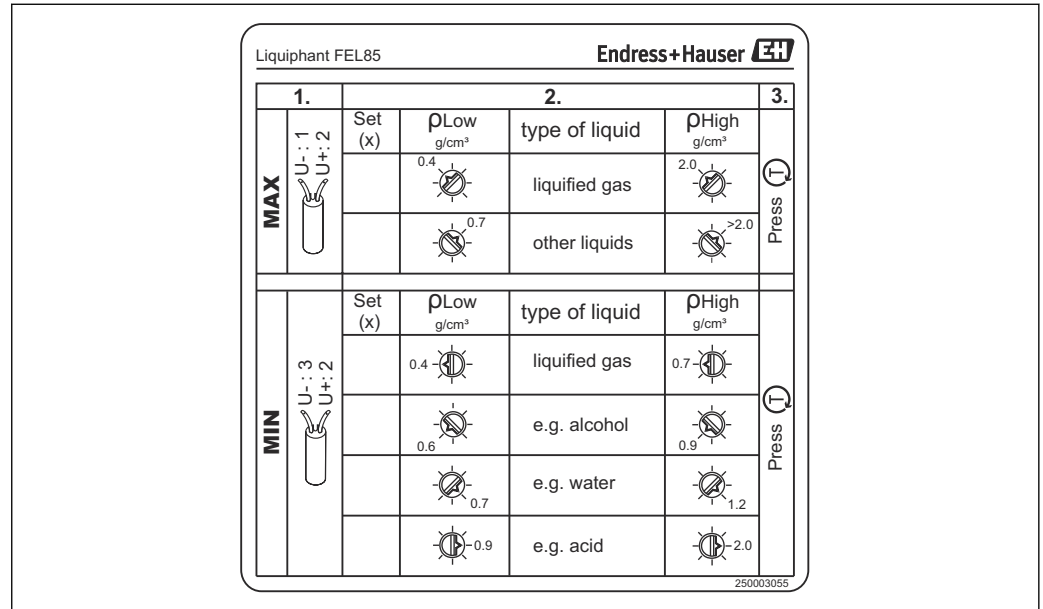 Liquiphant FEL85
Endress+Hauser EH
1. 2. 3.
MAX
U- : 1
U+: 2
Set (x) ρLow g/cm³ type of liquid ρHigh g/cm³
0.4 liquified gas 2.0
0.7 other liquids >2.0
Press T
MIN
U- : 3
U+: 2
Set (x) ρLow g/cm³ type of liquid ρHigh g/cm³
0.4 liquified gas 0.7
0.6 e.g. alcohol 0.9
0.7 e.g. water 1.2
0.9 e.g. acid 2.0
Press T
250003055